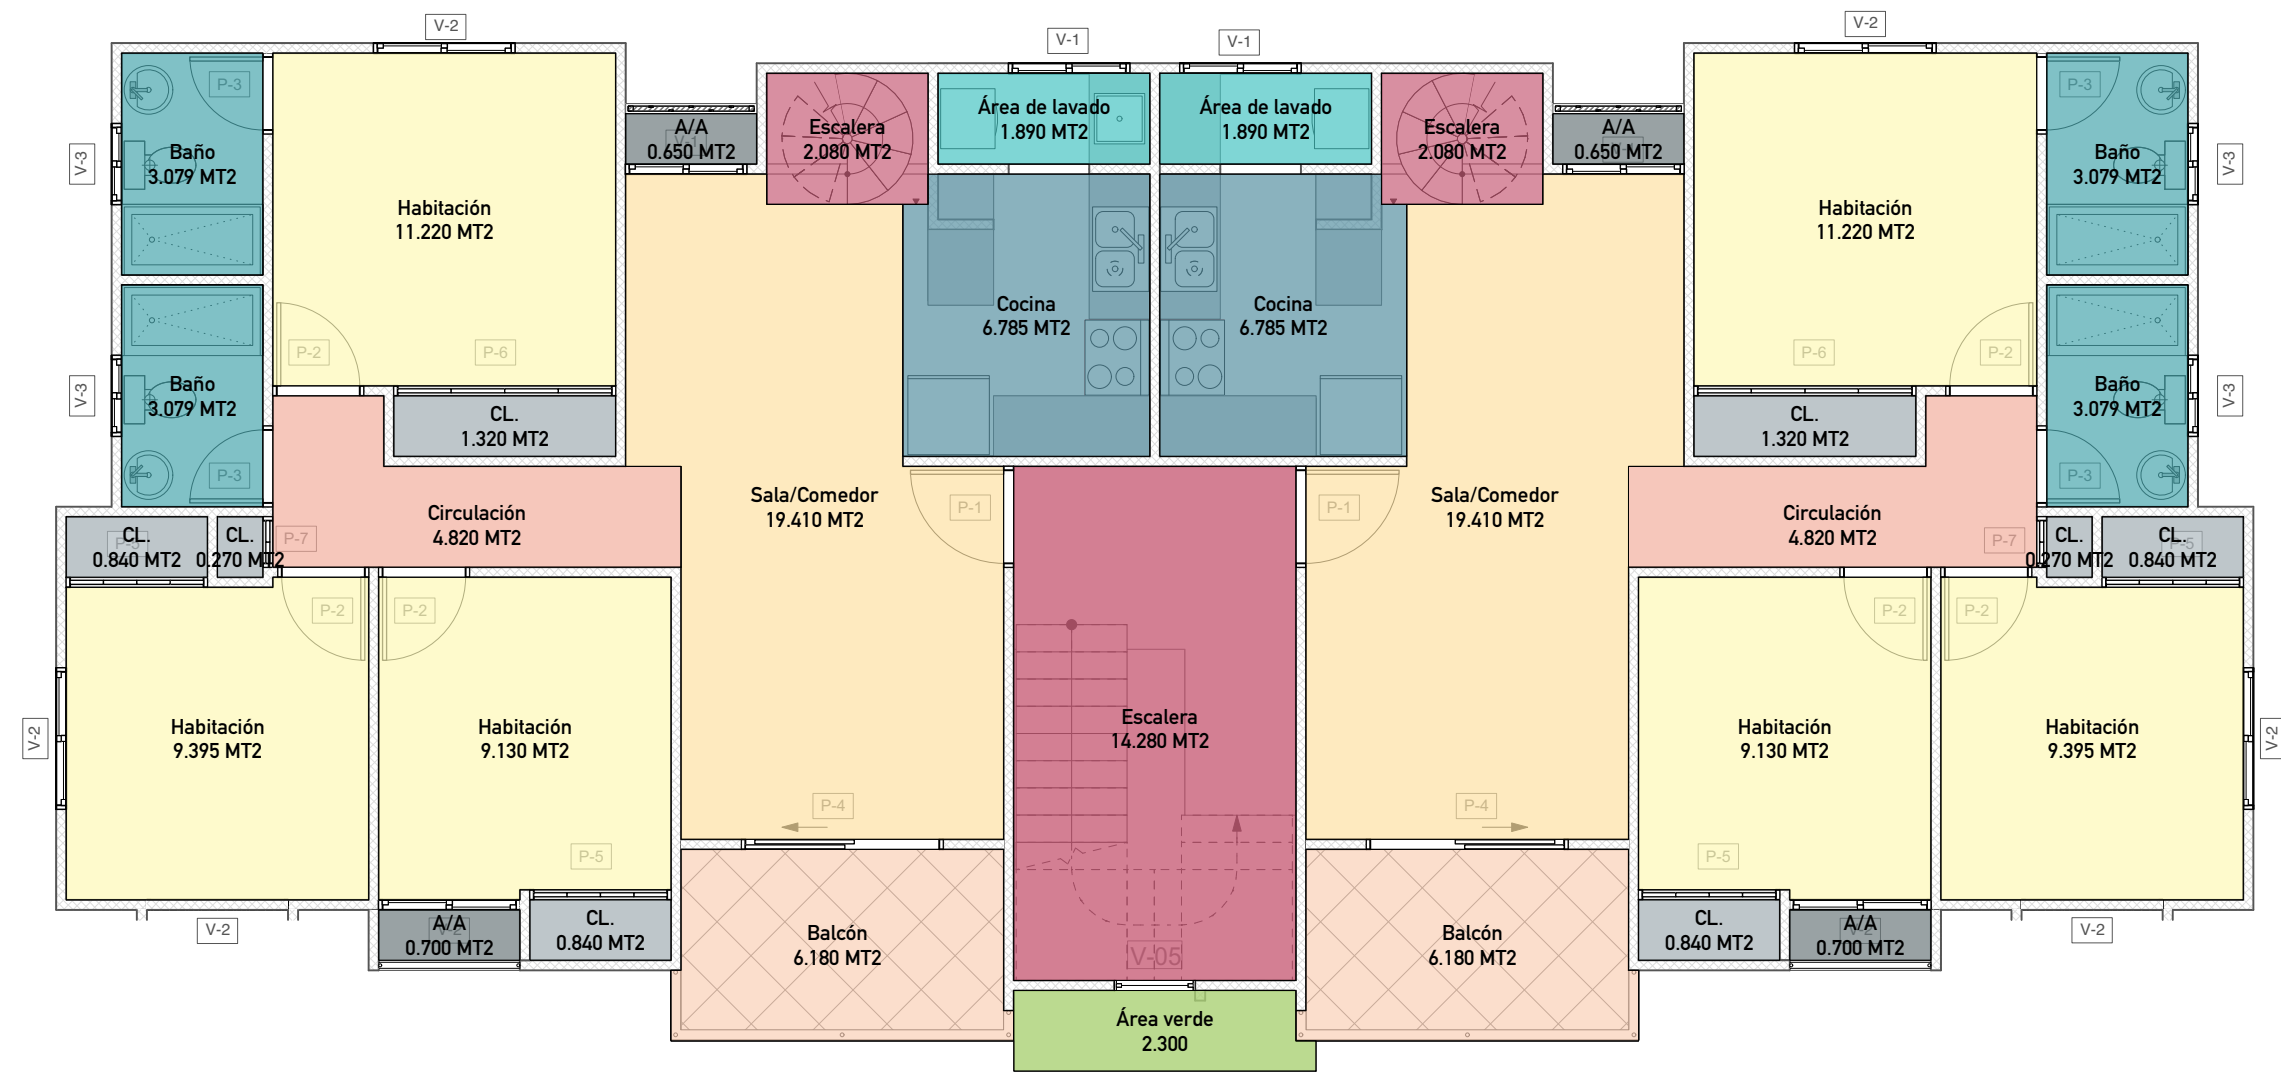 V-2
V-1
V-1
V-2
P-3
Baño
3.079 MT2
V-3
Habitación
11.220 MT2
P-2
P-6
A/A
V-1
0.650 MT2
Escalera
2.080 MT2
Área de lavado
1.890 MT2
Área de lavado
1.890 MT2
Escalera
2.080 MT2
A/A
0.650 MT2
Habitación
11.220 MT2
P-6
P-2
P-3
Baño
3.079 MT2
V-3
Cocina
6.785 MT2
Cocina
6.785 MT2
V-3
Baño
3.079 MT2
P-3
CL.
1.320 MT2
CL.
1.320 MT2
Baño
3.079 MT2
P-3
V-3
Circulación
4.820 MT2
P-7
Sala/Comedor
19.410 MT2
P-1
P-1
Sala/Comedor
19.410 MT2
Circulación
4.820 MT2
P-7
CL.
P-5
0.840 MT2
CL.
0.270 MT2
CL.
0.270 MT2
CL.
P-5
0.840 MT2
P-2
P-2
P-2
P-2
V-2
Habitación
9.395 MT2
Habitación
9.130 MT2
Escalera
14.280 MT2
Habitación
9.130 MT2
Habitación
9.395 MT2
V-2
P-4
P-4
P-5
P-5
V-2
A/A
V-2
0.700 MT2
CL.
0.840 MT2
Balcón
6.180 MT2
V-05
Balcón
6.180 MT2
CL.
0.840 MT2
A/A
V-2
0.700 MT2
V-2
Área verde
2.300